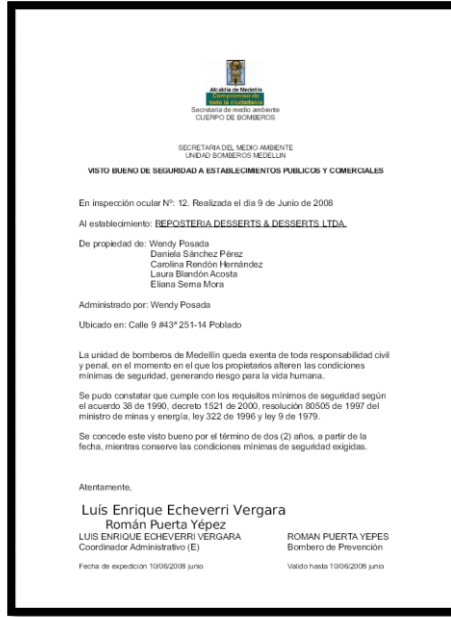 Alcaldía de Medellín
Compromiso de
toda la ciudadanía
Secretaria de medio ambiente
CUERPO DE BOMBEROS
SECRETARIA DEL MEDIO AMBIENTE
UNIDAD BOMBEROS MEDELLIN
VISTO BUENO DE SEGURIDAD A ESTABLECIMIENTOS PUBLICOS Y COMERCIALES
En inspección ocular Nº: 12. Realizada el día 9 de Junio de 2008
Al establecimiento: REPOSTERIA DESSERTS & DESSERTS LTDA.
De propiedad de: Wendy Posada
Daniela Sánchez Pérez
Carolina Rendón Hernández
Laura Blandón Acosta
Eliana Serna Mora
Administrado por: Wendy Posada
Ubicado en: Calle 9 #43ª 251-14 Poblado
La unidad de bomberos de Medellín queda exenta de toda responsabilidad civil
y penal, en el momento en el que los propietarios alteren las condiciones
mínimas de seguridad, generando riesgo para la vida humana.
Se pudo constatar que cumple con los requisitos mínimos de seguridad según
el acuerdo 38 de 1990, decreto 1521 de 2000, resolución 80505 de 1997 del
ministro de minas y energía, ley 322 de 1996 y ley 9 de 1979.
Se concede este visto bueno por el término de dos (2) años, a partir de la
fecha, mientras conserve las condiciones mínimas de seguridad exigidas.
Atentamente,
Luís Enrique Echeverri Vergara
Román Puerta Yépez
LUIS ENRIQUE ECHEVERRI VERGARA ROMAN PUERTA YEPES
Coordinador Administrativo (E) Bombero de Prevención
Fecha de expedición 10/06/2008 junio Valido hasta 10/06/2008 junio